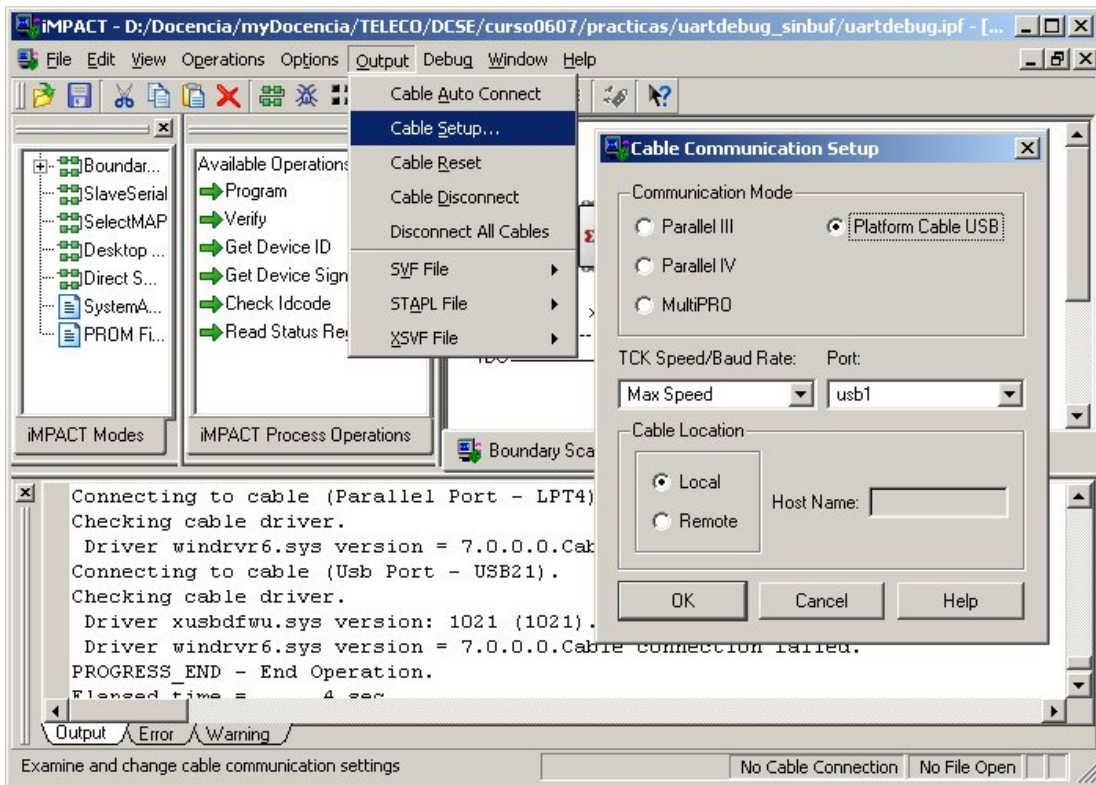 iMPACT - D:/Docencia/myDocencia/TELECO/DCSE/curso0607/practicas/uartdebug_sinbuf/uartdebug.ipf - [...
File Edit View Operations Options Output Debug Window Help
Cable Auto Connect
Cable Setup...
Cable Reset
Cable Disconnect
Disconnect All Cables
SVF File
STAPL File
XSVF File
Boundar...
SlaveSerial
SelectMAP
Desktop ...
Direct S...
SystemA...
PROM Fi...
iMPACT Modes
Available Operations
Program
Verify
Get Device ID
Get Device Sign
Check Idcode
Read Status Re
iMPACT Process Operations
Boundary Sca
Cable Communication Setup
Communication Mode
Parallel III
Platform Cable USB
Parallel IV
MultiPRO
TCK Speed/Baud Rate: Port:
Max Speed usb1
Cable Location
Local
Remote
Host Name:
OK Cancel Help
Connecting to cable (Parallel Port - LPT4)
Checking cable driver.
Driver windrvr6.sys version = 7.0.0.0.Cab
Connecting to cable (Usb Port - USB21).
Checking cable driver.
Driver xusbdfwu.sys version: 1021 (1021).
Driver windrvr6.sys version = 7.0.0.0.Cable connection failed.
PROGRESS_END - End Operation.
Elapsed time = 4 sec
Output Error Warning
Examine and change cable communication settings
No Cable Connection No File Open